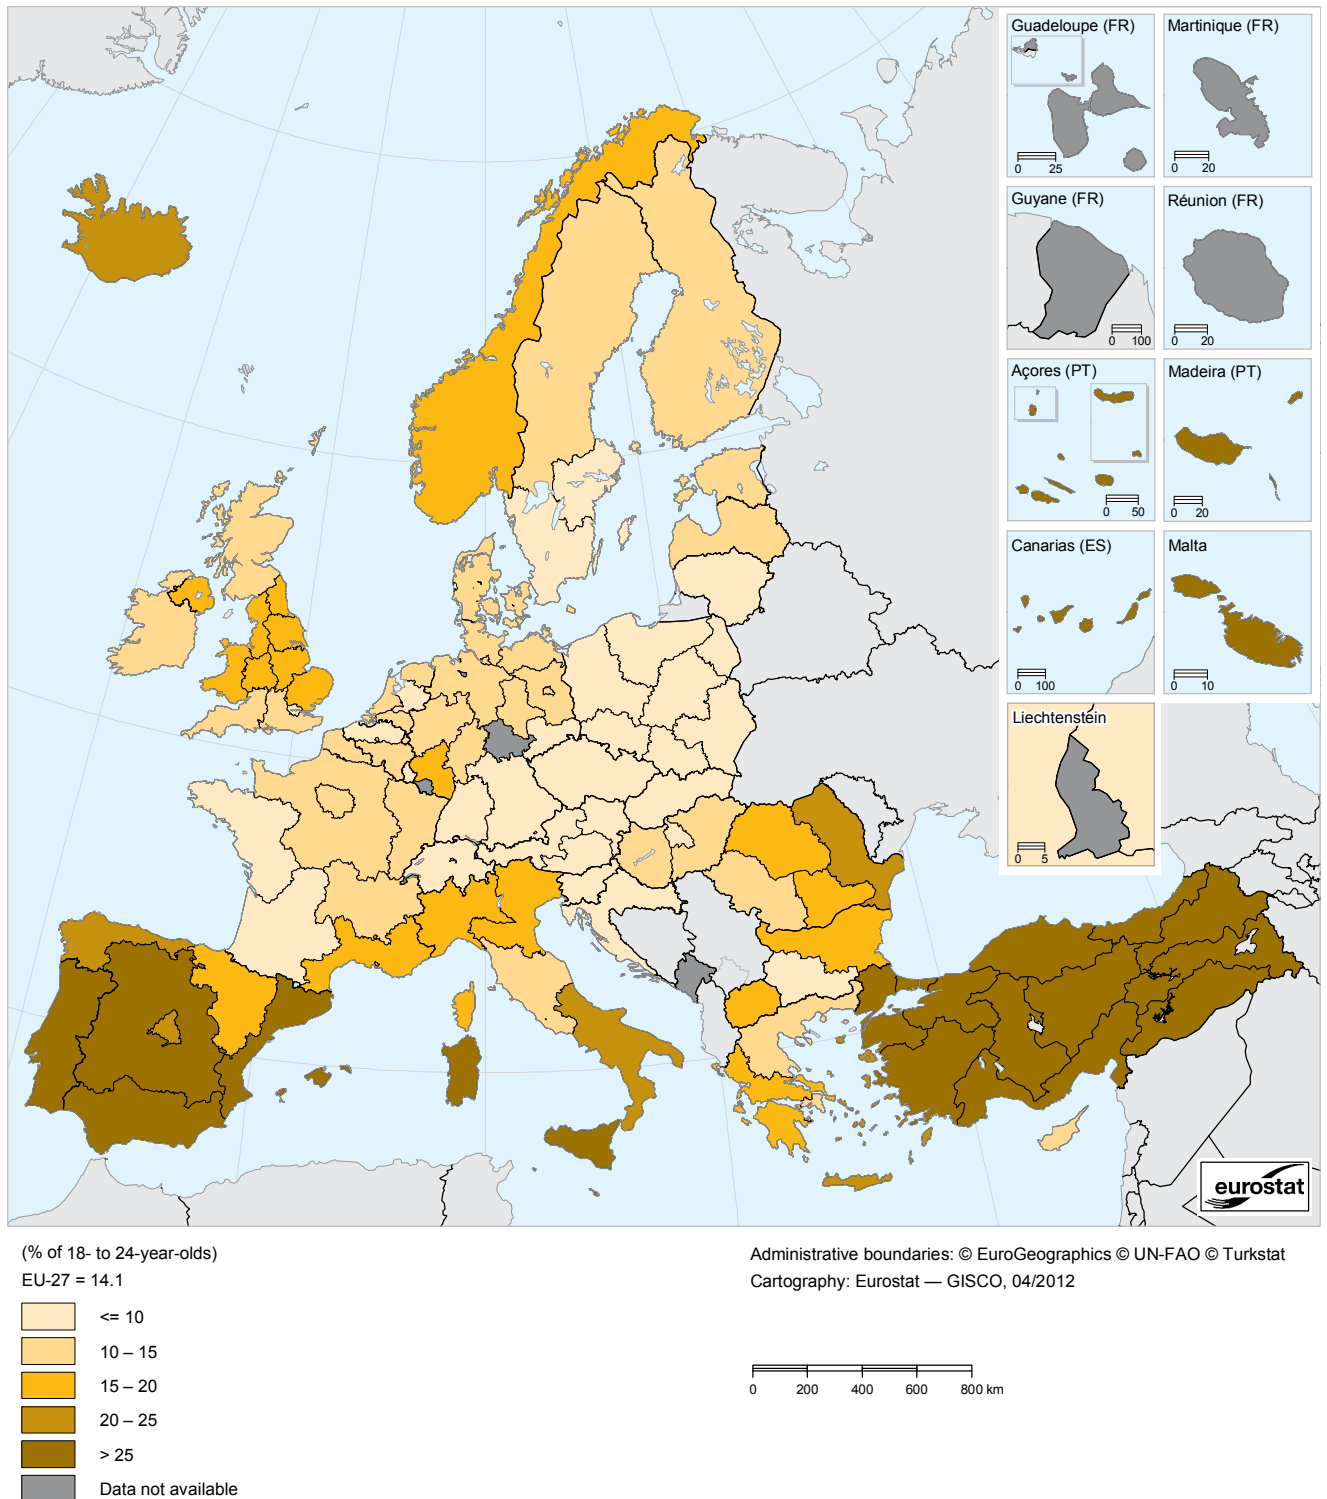 Guadeloupe (FR)
0 25
Martinique (FR)
0 20
Guyane (FR)
0 100
Réunion (FR)
0 20
Açores (PT)
0 50
Madeira (PT)
0 20
Canarias (ES)
0 100
Malta
0 10
Liechtenstein
0 5
eurostat
(% of 18- to 24-year-olds)
EU-27 = 14.1
<= 10
10 – 15
15 – 20
20 – 25
> 25
Data not available
Administrative boundaries: © EuroGeographics © UN-FAO © Turkstat
Cartography: Eurostat — GISCO, 04/2012
0 200 400 600 800 km